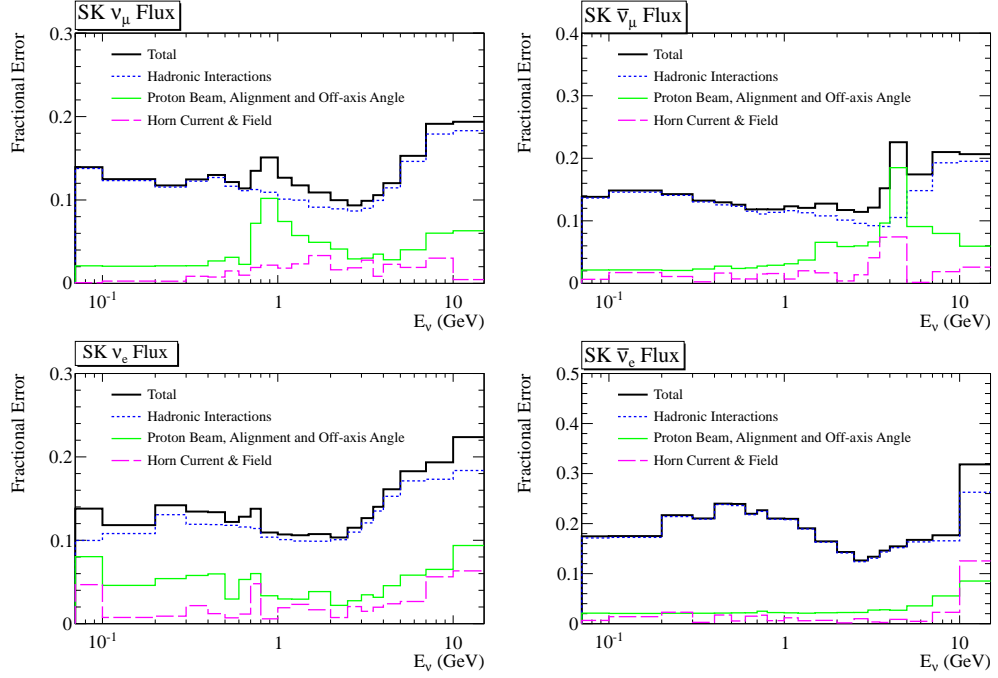 SK ν_μ Flux
Fractional Error
0.3
0.2
0.1
0
Total
Hadronic Interactions
Proton Beam, Alignment and Off-axis Angle
Horn Current & Field
10⁻¹ 1 10
E_ν (GeV)
SK ν̅_μ Flux
Fractional Error
0.4
0.3
0.2
0.1
0
Total
Hadronic Interactions
Proton Beam, Alignment and Off-axis Angle
Horn Current & Field
10⁻¹ 1 10
E_ν (GeV)
SK ν_e Flux
Fractional Error
0.3
0.2
0.1
0
Total
Hadronic Interactions
Proton Beam, Alignment and Off-axis Angle
Horn Current & Field
10⁻¹ 1 10
E_ν (GeV)
SK ν̅_e Flux
Fractional Error
0.5
0.4
0.3
0.2
0.1
0
Total
Hadronic Interactions
Proton Beam, Alignment and Off-axis Angle
Horn Current & Field
10⁻¹ 1 10
E_ν (GeV)